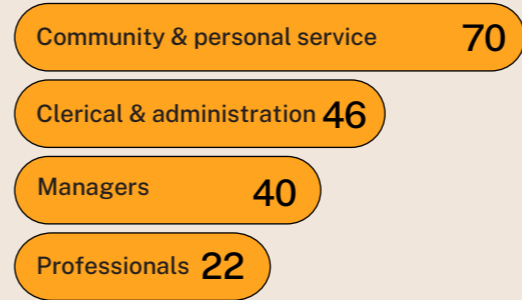 Community & personal service 70
Clerical & administration 46
Managers 40
Professionals 22